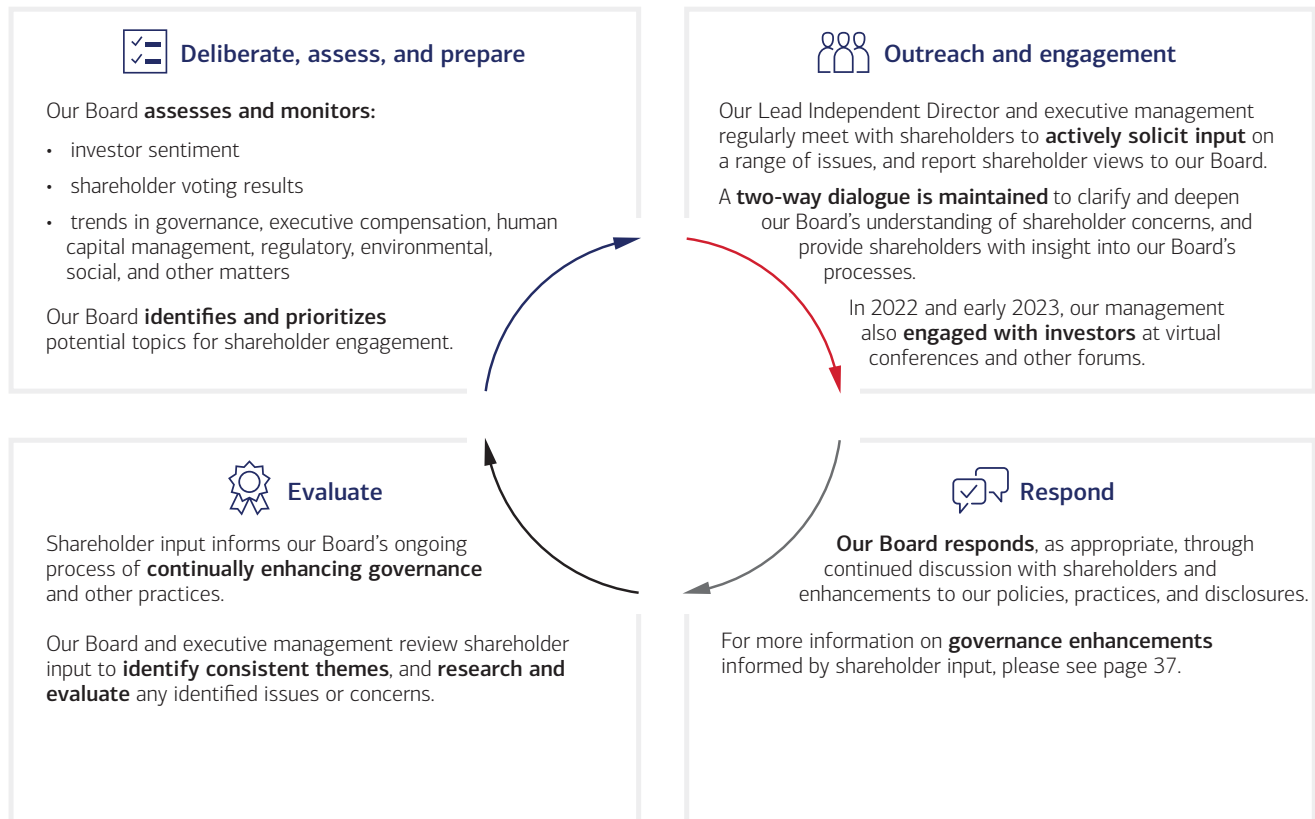 Deliberate, assess, and prepare
Our Board assesses and monitors:
• investor sentiment
• shareholder voting results
• trends in governance, executive compensation, human
capital management, regulatory, environmental,
social, and other matters
Our Board identifies and prioritizes
potential topics for shareholder engagement.
Outreach and engagement
Our Lead Independent Director and executive management
regularly meet with shareholders to actively solicit input on
a range of issues, and report shareholder views to our Board.
A two-way dialogue is maintained to clarify and deepen
our Board’s understanding of shareholder concerns, and
provide shareholders with insight into our Board’s
processes.
In 2022 and early 2023, our management
also engaged with investors at virtual
conferences and other forums.
Evaluate
Shareholder input informs our Board’s ongoing
process of continually enhancing governance
and other practices.
Our Board and executive management review shareholder
input to identify consistent themes, and research and
evaluate any identified issues or concerns.
Respond
Our Board responds, as appropriate, through
continued discussion with shareholders and
enhancements to our policies, practices, and disclosures.
For more information on governance enhancements
informed by shareholder input, please see page 37.